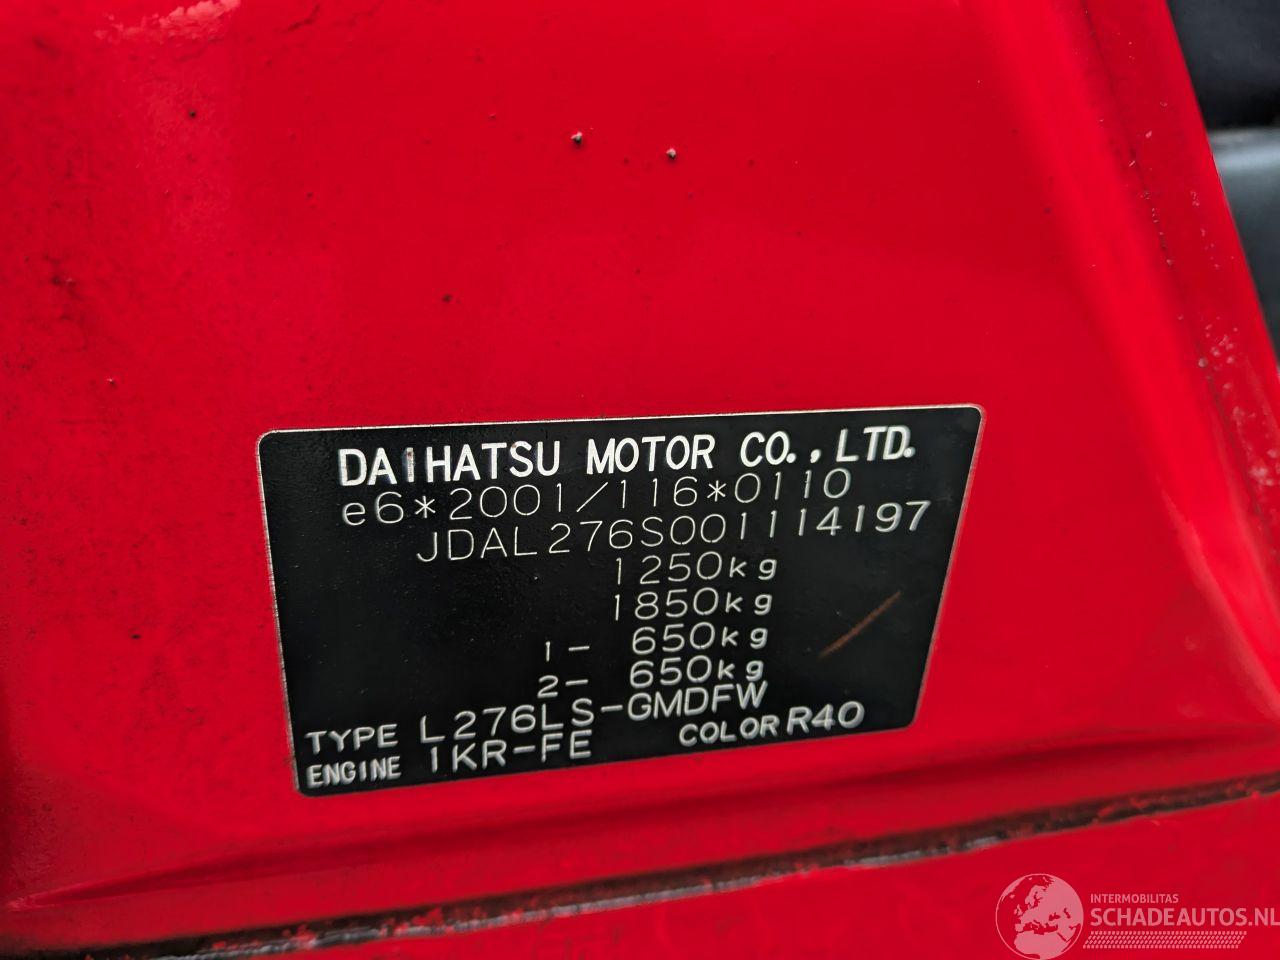 DAIHATSU MOTOR CO.,LTD.
e6*2001/116*0110
JDAL276S001114197
1250kg
1850kg
1- 650kg
2- 650kg
TYPE L276LS-GMDFW
ENGINE 1KR-FE COLOR R40
INTERMOBILITAS
SCHADEAUTOS.NL